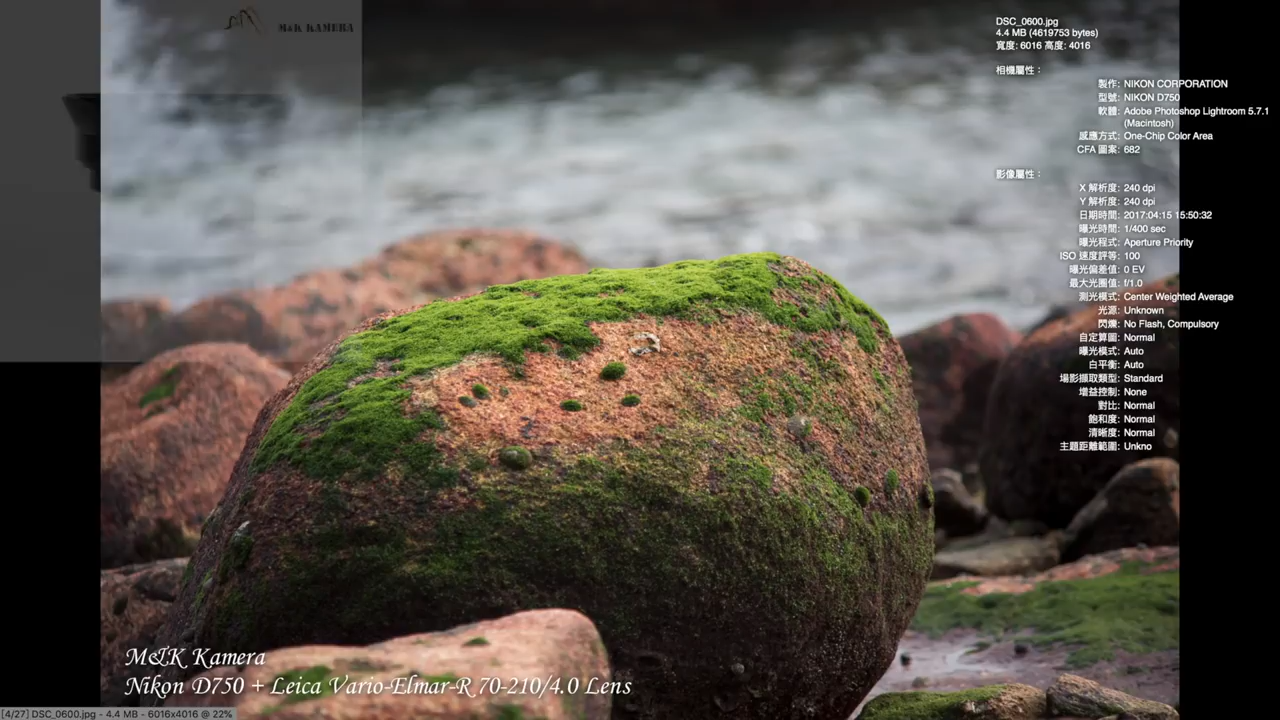 M&K KAMERA
DSC_0600.jpg
4.4 MB (4619753 bytes)
寬度: 6016 高度: 4016
相機屬性：
製作: NIKON CORPORATION
型號: NIKON D750
軟體: Adobe Photoshop Lightroom 5.7.1
(Macintosh)
感應方式: One-Chip Color Area
CFA 圖案: 682
影像屬性：
X 解析度: 240 dpi
Y 解析度: 240 dpi
日期時間: 2017:04:15 15:50:32
曝光時間: 1/400 sec
曝光程式: Aperture Priority
ISO 速度評等: 100
曝光偏差值: 0 EV
最大光圈值: f/1.0
測光模式: Center Weighted Average
光源: Unknown
閃爍: No Flash, Compulsory
自定算圖: Normal
曝光模式: Auto
白平衡: Auto
場影擷取類型: Standard
增益控制: None
對比: Normal
飽和度: Normal
清晰度: Normal
主題距離範圍: Unkno
M&K Kamera
Nikon D750 + Leica Vario-Elmar-R 70-210/4.0 Lens
[4/27] DSC_0600.jpg - 4.4 MB - 6016x4016 @ 22%